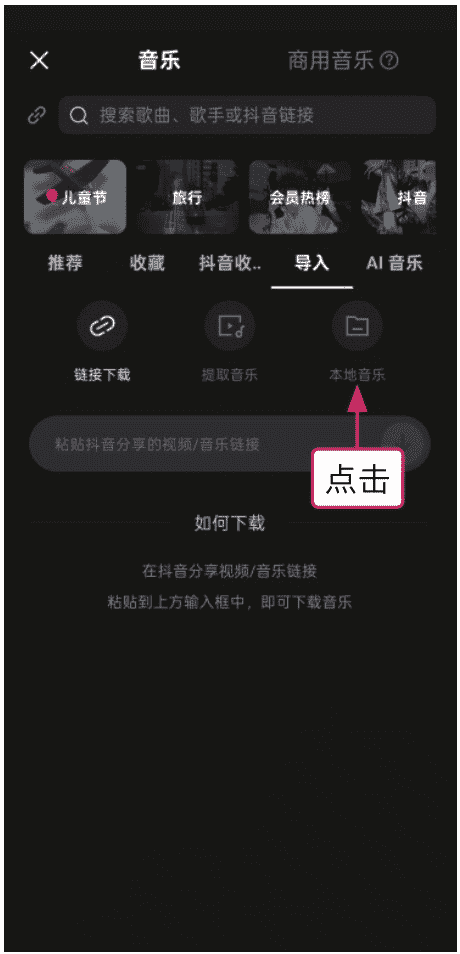 音乐 商用音乐 ?
搜索歌曲、歌手或抖音链接
儿童节 旅行 会员热榜 抖音
推荐 收藏 抖音收.. 导入 AI 音乐
链接下载 提取音乐 本地音乐
粘贴抖音分享的视频/音乐链接
点击
如何下载
在抖音分享视频/音乐链接
粘贴到上方输入框中，即可下载音乐